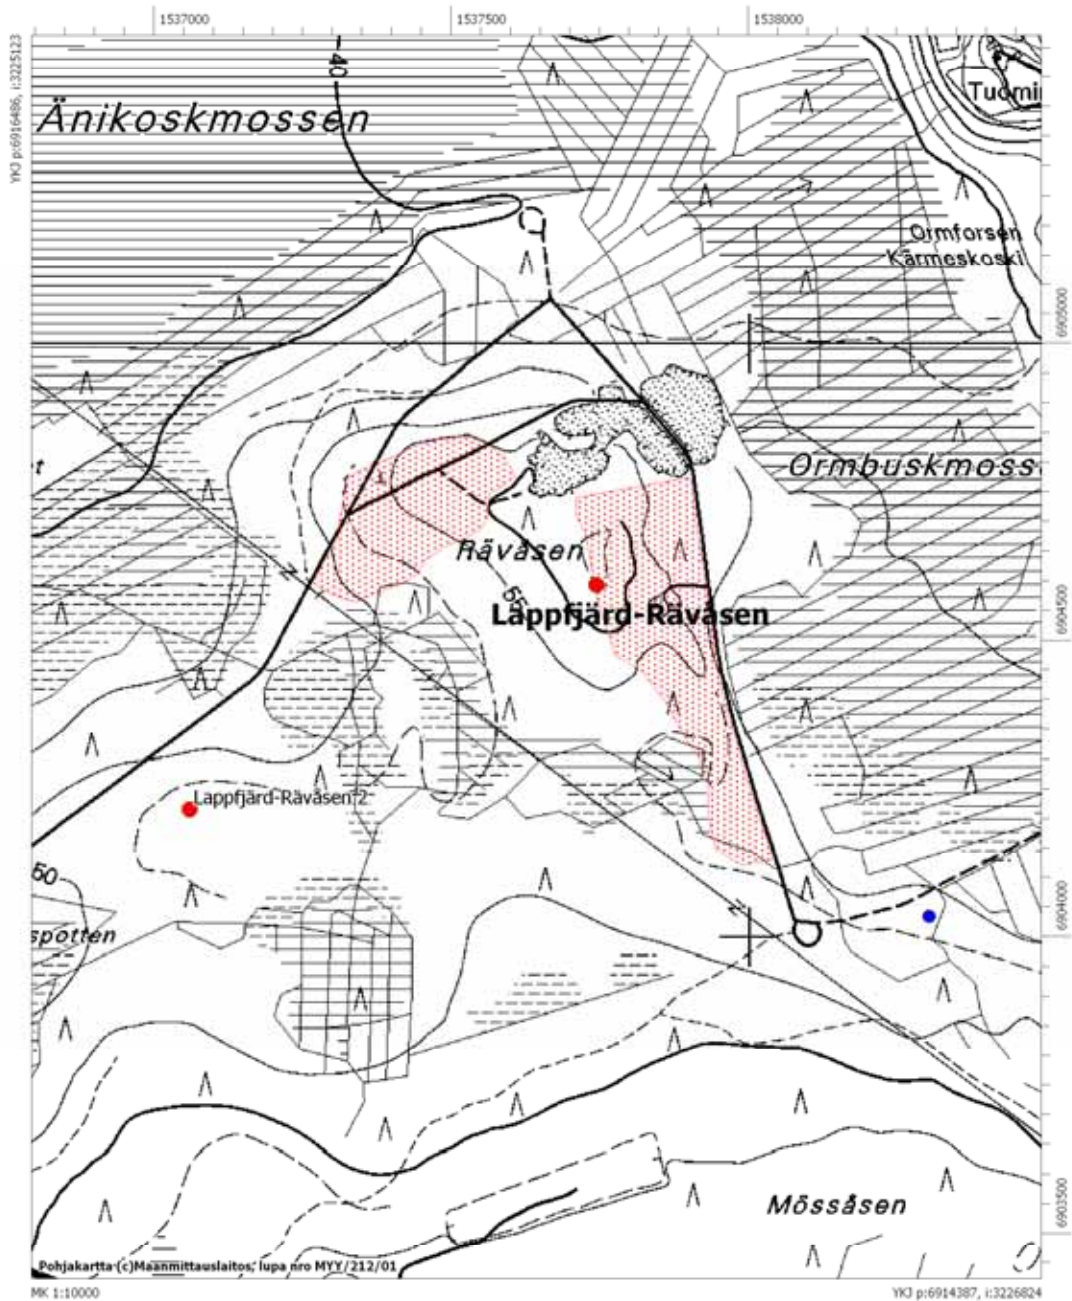 1537000
1537500
1538000
YKJ p:6916486, i:3225123
40
Änikoskmossen
Tuomi
Ormforsen
Kärmeskoski
6905000
t
Ormbuskmoss
Rävåsen
55
Lappfjärd-Rävåsen
6904500
Lappfjärd-Rävåsen 2
50
6904000
spotten
Mössåsen
6903500
Pohjakartta (c)Maanmittauslaitos, lupa nro MYY/212/01
MK 1:10000
YKJ p:6914387, i:3226824